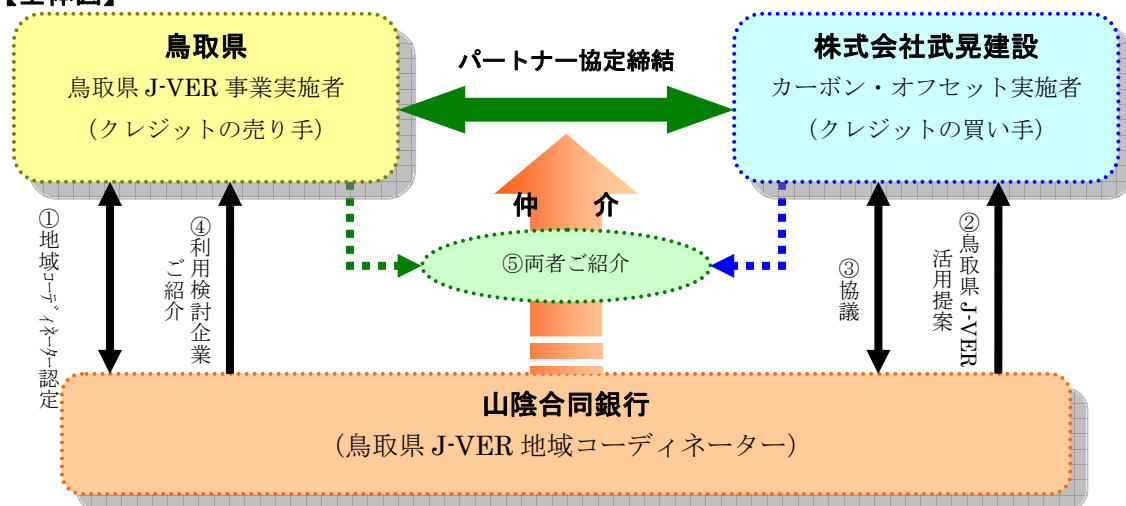 【全体図】
鳥取県
鳥取県 J-VER 事業実施者
（クレジットの売り手）
パートナー協定締結
株式会社武晃建設
カーボン・オフセット実施者
（クレジットの買い手）
仲　介
⑤両者ご紹介
①地域コーディネーター認定
④利用検討企業
ご紹介
③協議
②鳥取県 J-VER
活用提案
山陰合同銀行
（鳥取県 J-VER 地域コーディネーター）